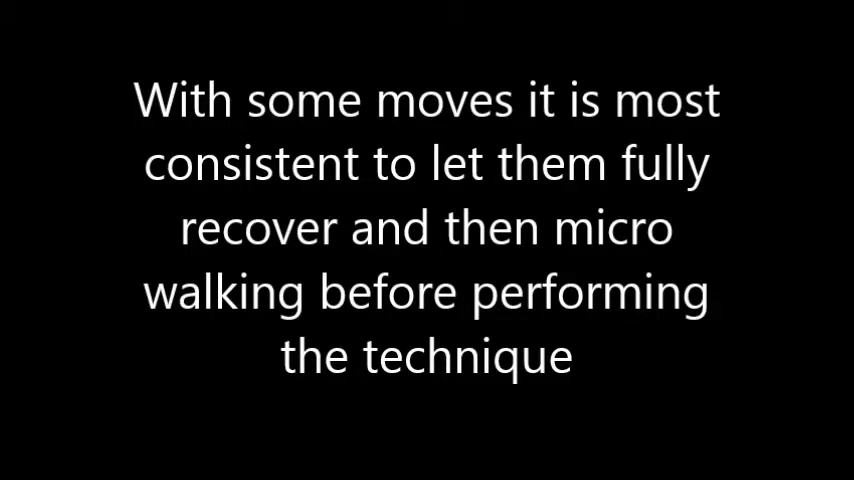 With some moves it is most
consistent to let them fully
recover and then micro
walking before performing
the technique